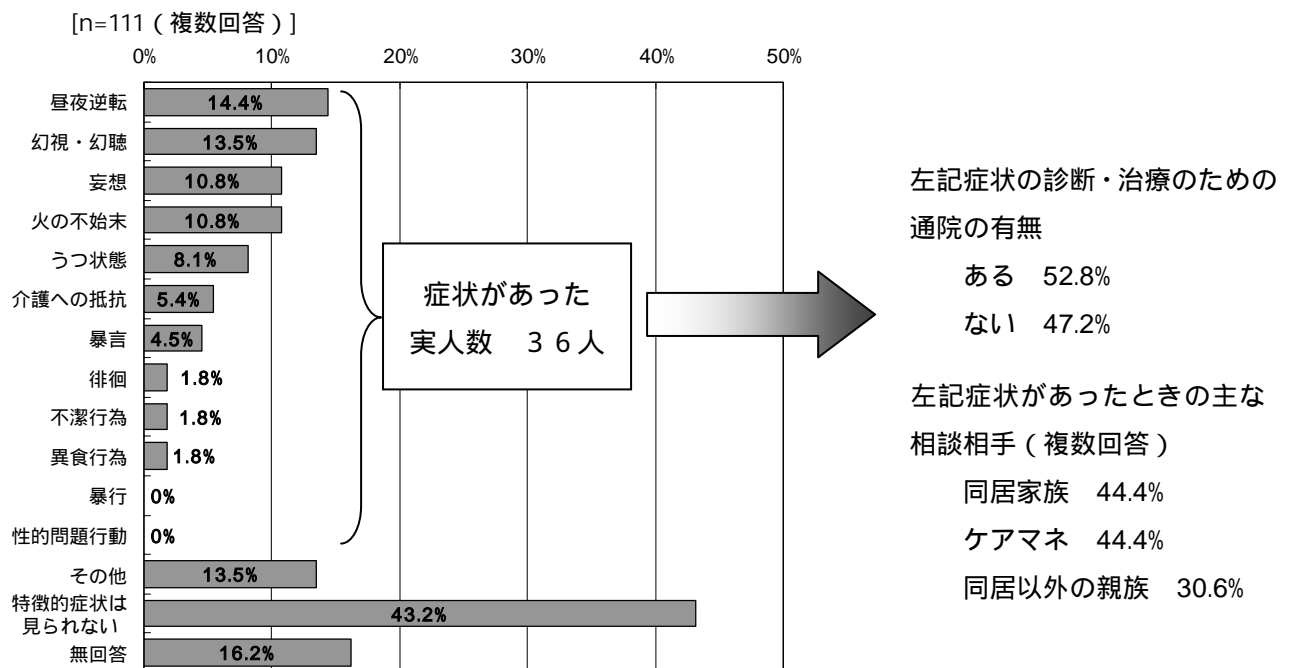 [n=111（複数回答）]
0% 10% 20% 30% 40% 50%
昼夜逆転 14.4%
幻視・幻聴 13.5%
妄想 10.8%
火の不始末 10.8%
うつ状態 8.1%
介護への抵抗 5.4%
暴言 4.5%
徘徊 1.8%
不潔行為 1.8%
異食行為 1.8%
暴行 0%
性的問題行動 0%
その他 13.5%
特徴的症状は
見られない 43.2%
無回答 16.2%
症状があった
実人数　３６人
左記症状の診断・治療のための
通院の有無
ある　52.8%
ない　47.2%
左記症状があったときの主な
相談相手（複数回答）
同居家族　44.4%
ケアマネ　44.4%
同居以外の親族　30.6%